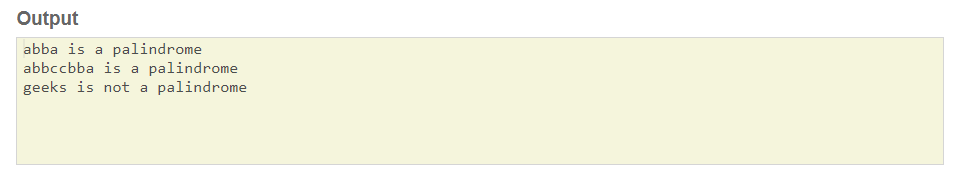 Output
abba is a palindrome
abbccbba is a palindrome
geeks is not a palindrome